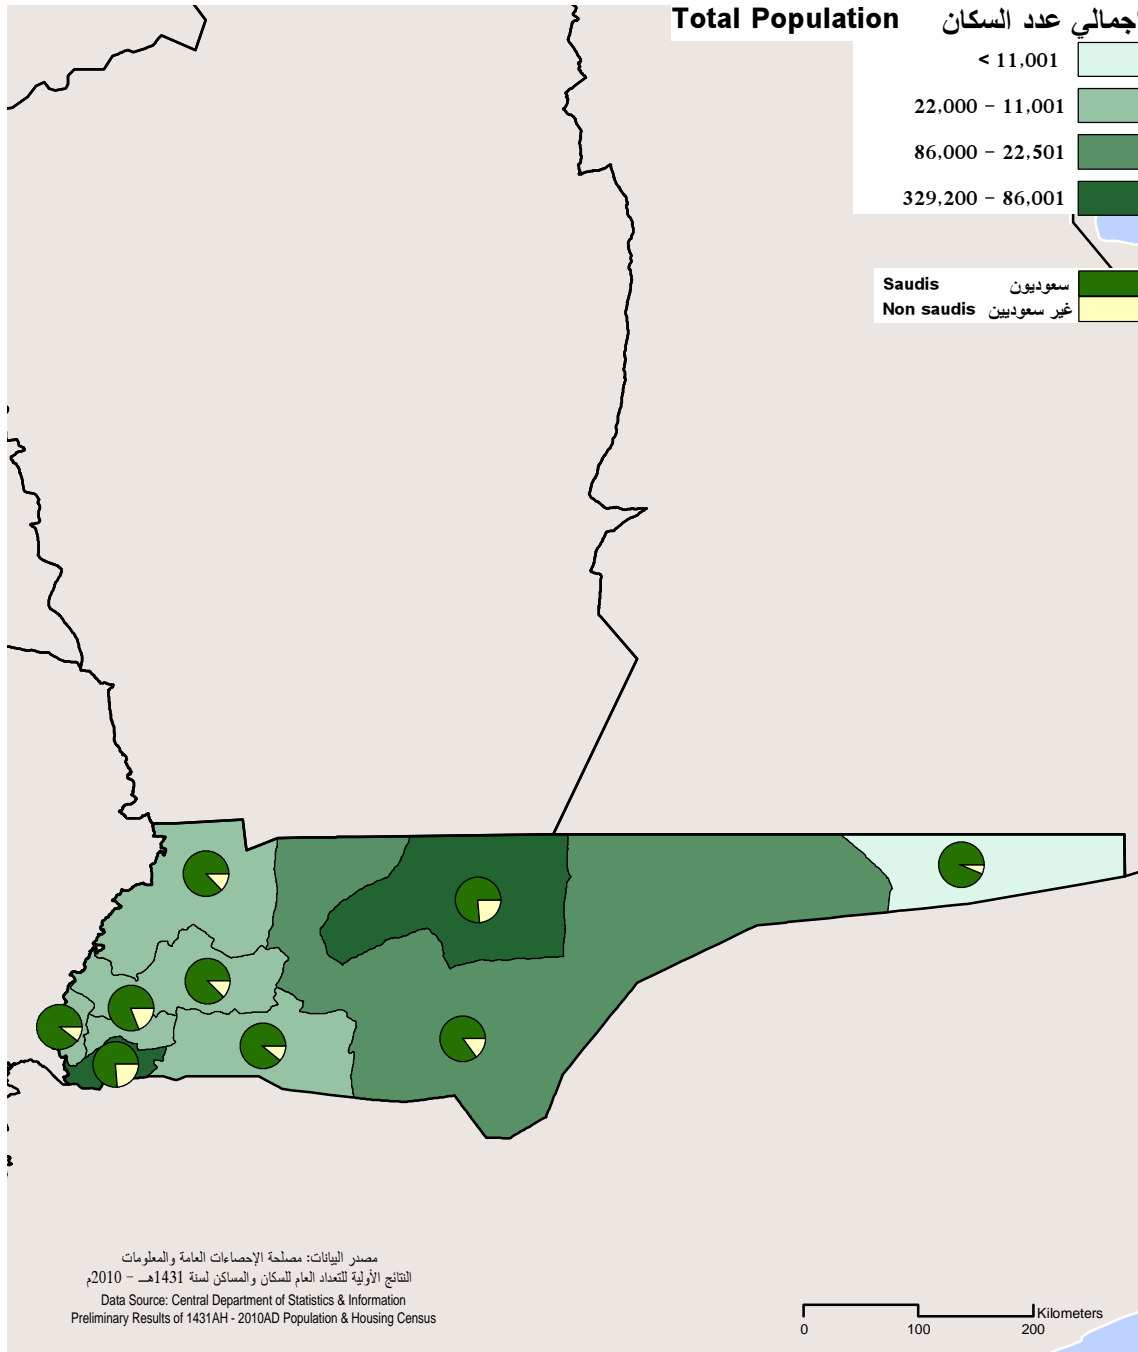 Total Population جمالي عدد السكان
< 11,001
22,000 - 11,001
86,000 - 22,501
329,200 - 86,001
Saudis سعوديون
Non saudis غير سعوديين
مصدر البيانات: مصلحة الإحصاءات العامة والمعلومات
النتائج الأولية للتعداد العام للسكان والمساكن لسنة 1431هـ - 2010م
Data Source: Central Department of Statistics & Information
Preliminary Results of 1431AH - 2010AD Population & Housing Census
Kilometers
0 100 200